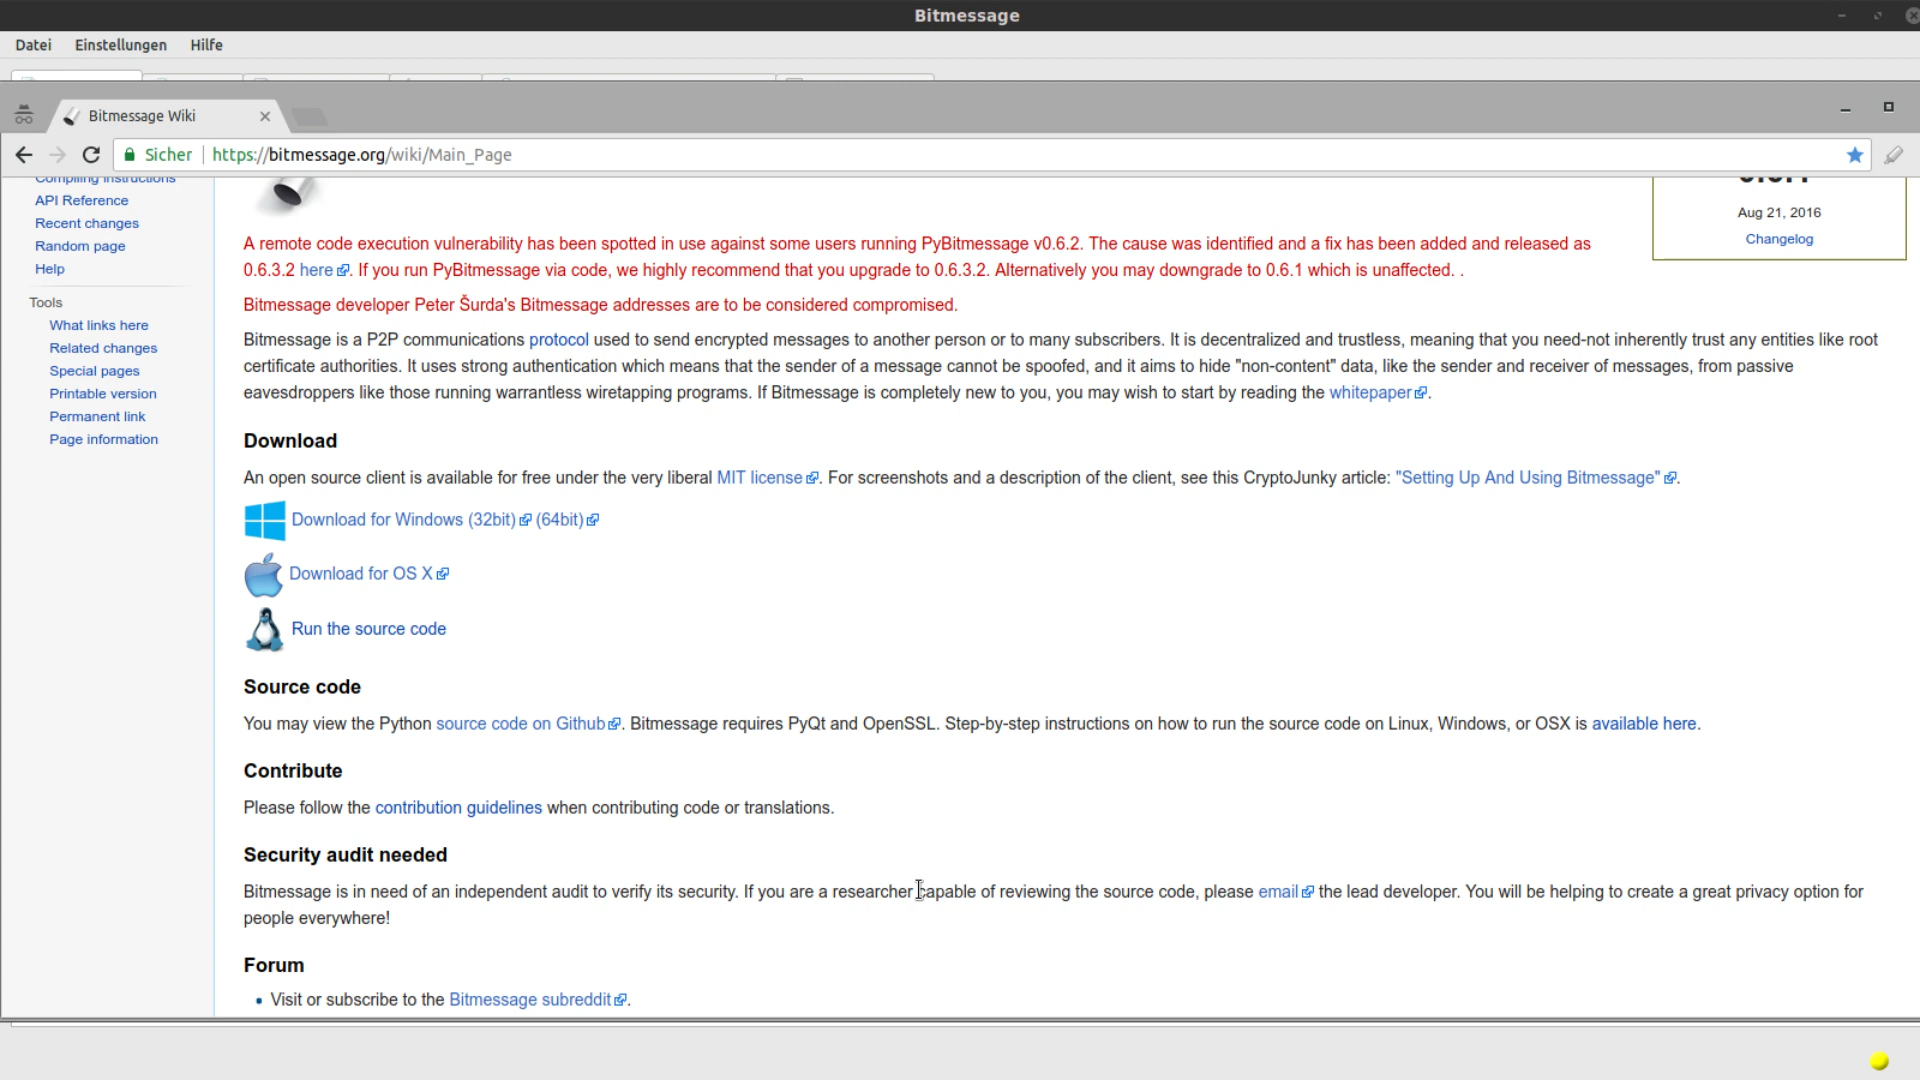 Bitmessage
Datei Einstellungen Hilfe
Bitmessage Wiki
Sicher https://bitmessage.org/wiki/Main_Page
Compiling instructions
API Reference
Recent changes
Random page
Help
Tools
What links here
Related changes
Special pages
Printable version
Permanent link
Page information
Aug 21, 2016
Changelog
A remote code execution vulnerability has been spotted in use against some users running PyBitmessage v0.6.2. The cause was identified and a fix has been added and released as
0.6.3.2 here. If you run PyBitmessage via code, we highly recommend that you upgrade to 0.6.3.2. Alternatively you may downgrade to 0.6.1 which is unaffected. .
Bitmessage developer Peter Šurda's Bitmessage addresses are to be considered compromised.
Bitmessage is a P2P communications protocol used to send encrypted messages to another person or to many subscribers. It is decentralized and trustless, meaning that you need-not inherently trust any entities like root
certificate authorities. It uses strong authentication which means that the sender of a message cannot be spoofed, and it aims to hide "non-content" data, like the sender and receiver of messages, from passive
eavesdroppers like those running warrantless wiretapping programs. If Bitmessage is completely new to you, you may wish to start by reading the whitepaper.
Download
An open source client is available for free under the very liberal MIT license. For screenshots and a description of the client, see this CryptoJunky article: "Setting Up And Using Bitmessage".
Download for Windows (32bit) (64bit)
Download for OS X
Run the source code
Source code
You may view the Python source code on Github. Bitmessage requires PyQt and OpenSSL. Step-by-step instructions on how to run the source code on Linux, Windows, or OSX is available here.
Contribute
Please follow the contribution guidelines when contributing code or translations.
Security audit needed
Bitmessage is in need of an independent audit to verify its security. If you are a researcher capable of reviewing the source code, please email the lead developer. You will be helping to create a great privacy option for
people everywhere!
Forum
Visit or subscribe to the Bitmessage subreddit.